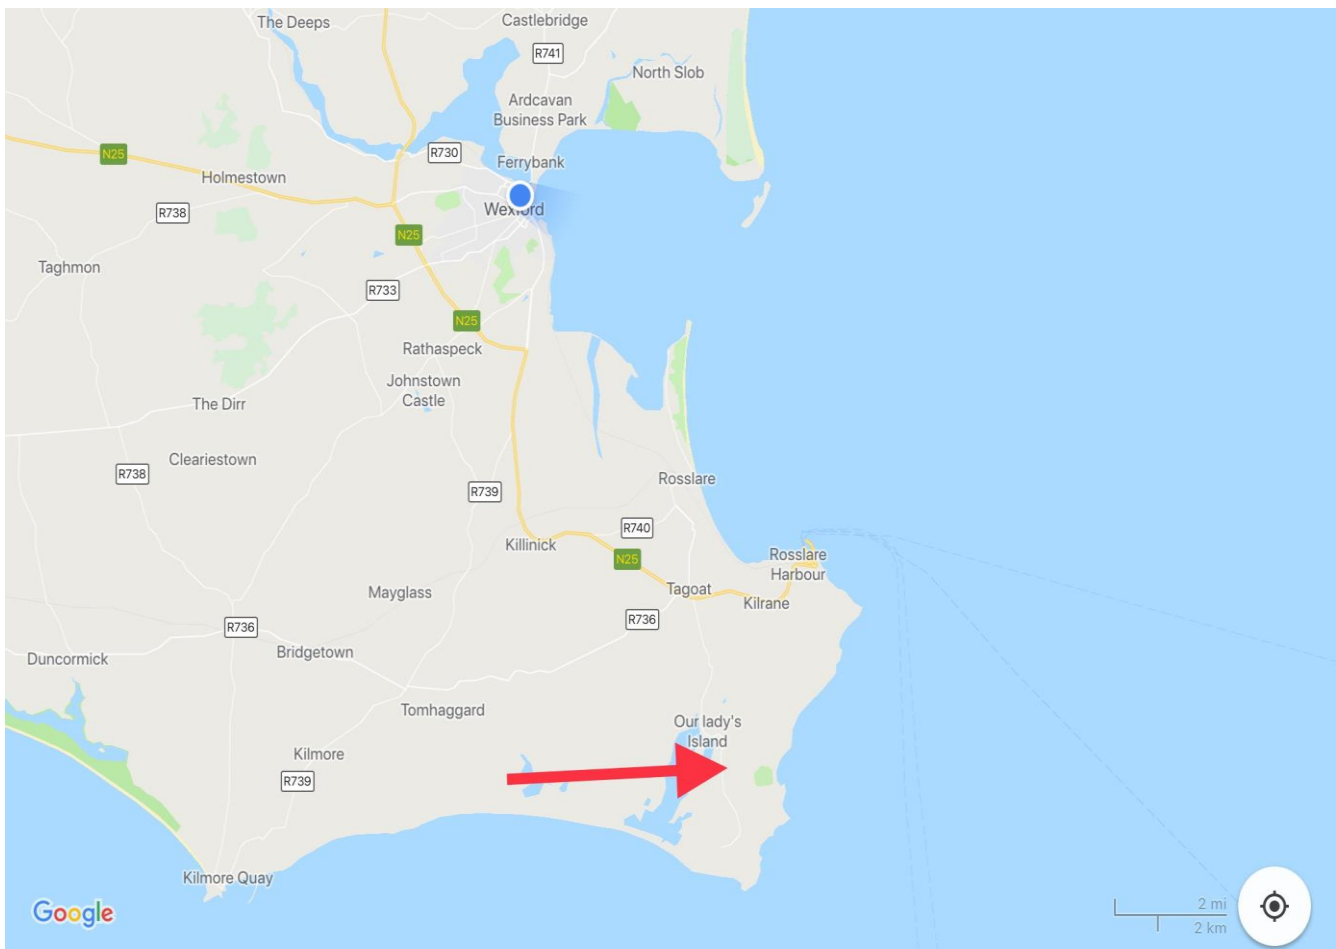 The Deeps
Castlebridge
R741
North Slob
Ardcavan
Business Park
N25
R730
Ferrybank
Holmestown
Wexford
R738
N25
Taghmon
R733
N25
Rathaspeck
Johnstown
Castle
The Dirr
Cleariestown
R738
Rosslare
R739
R740
Killinick
N25
Rosslare
Harbour
Mayglass
Tagoat
Kilrane
R736
R736
Bridgetown
Duncormick
Tomhaggard
Our lady's
Island
Kilmore
R739
Kilmore Quay
Google
2 mi
2 km